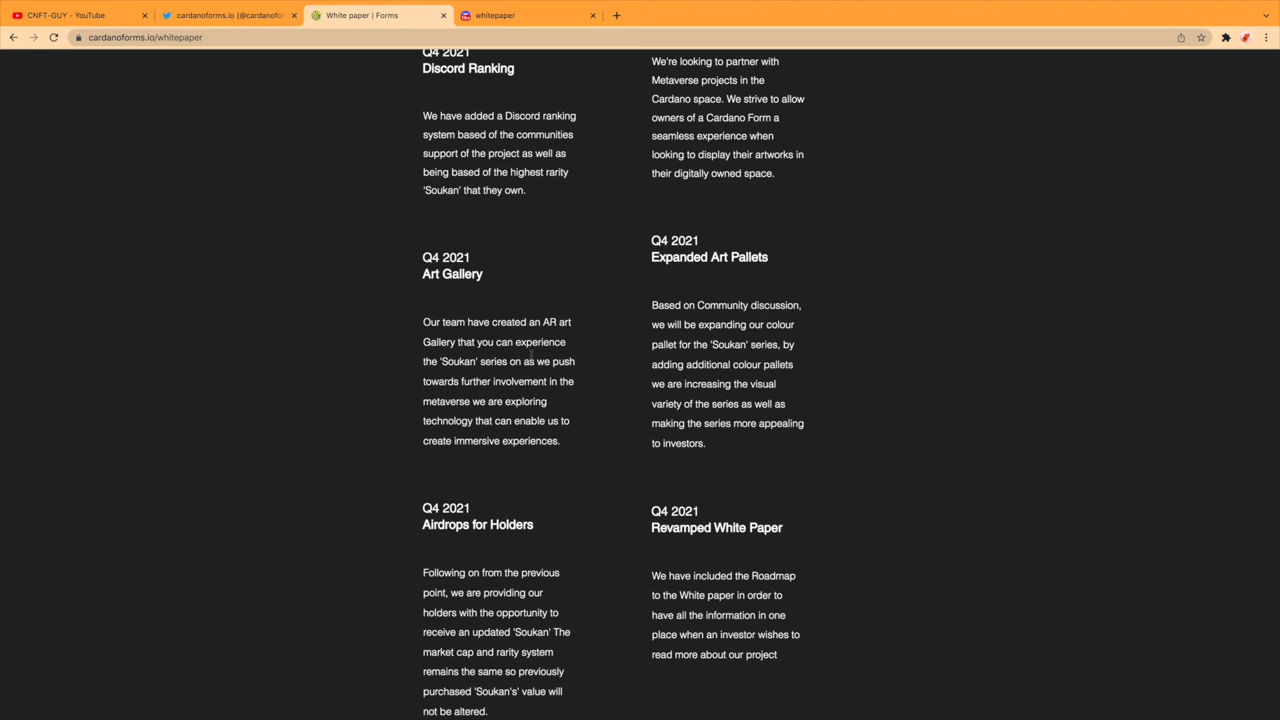 CNFT-GUY - YouTube
cardanoforms.io (@cardanofor
White paper | Forms
whitepaper
cardanoforms.io/whitepaper
Q4 2021
Discord Ranking
We have added a Discord ranking
system based of the communities
support of the project as well as
being based of the highest rarity
'Soukan' that they own.
Q4 2021
Art Gallery
Our team have created an AR art
Gallery that you can experience
the 'Soukan' series on as we push
towards further involvement in the
metaverse we are exploring
technology that can enable us to
create immersive experiences.
Q4 2021
Airdrops for Holders
Following on from the previous
point, we are providing our
holders with the opportunity to
receive an updated 'Soukan' The
market cap and rarity system
remains the same so previously
purchased 'Soukan's' value will
not be altered.
We're looking to partner with
Metaverse projects in the
Cardano space. We strive to allow
owners of a Cardano Form a
seamless experience when
looking to display their artworks in
their digitally owned space.
Q4 2021
Expanded Art Pallets
Based on Community discussion,
we will be expanding our colour
pallet for the 'Soukan' series, by
adding additional colour pallets
we are increasing the visual
variety of the series as well as
making the series more appealing
to investors.
Q4 2021
Revamped White Paper
We have included the Roadmap
to the White paper in order to
have all the information in one
place when an investor wishes to
read more about our project